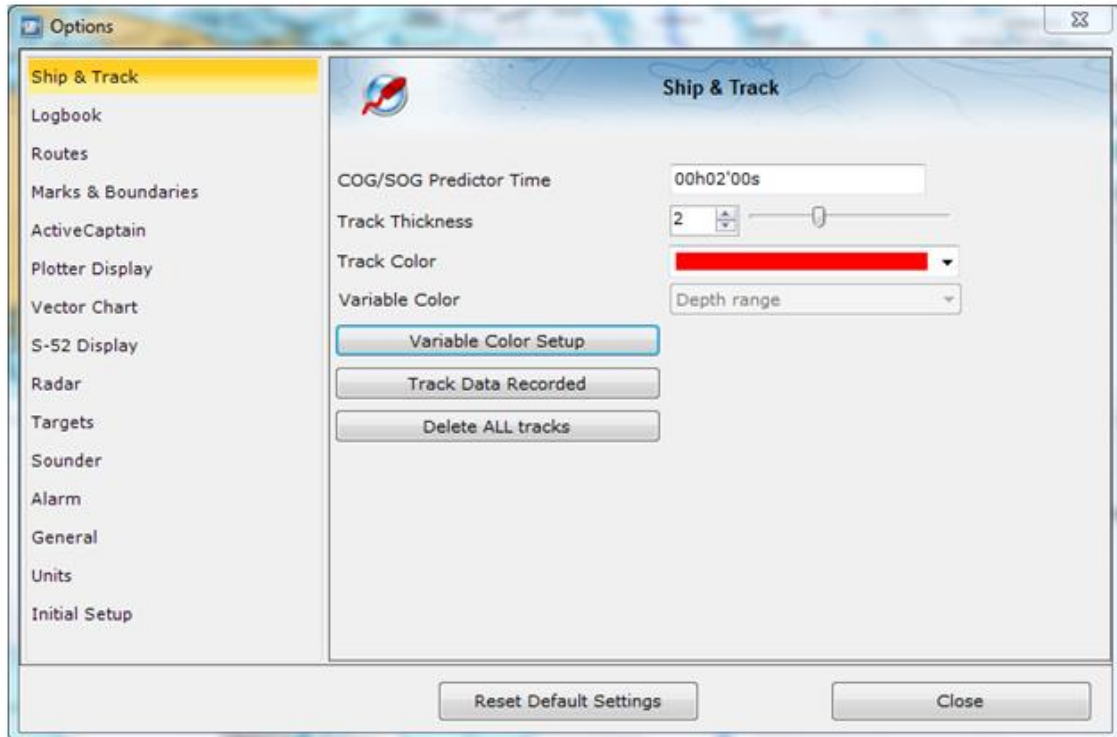 Options
Ship & Track
Logbook
Routes
Marks & Boundaries
ActiveCaptain
Plotter Display
Vector Chart
S-52 Display
Radar
Targets
Sounder
Alarm
General
Units
Initial Setup
Ship & Track
COG/SOG Predictor Time 00h02'00s
Track Thickness 2
Track Color
Variable Color Depth range
Variable Color Setup
Track Data Recorded
Delete ALL tracks
Reset Default Settings Close